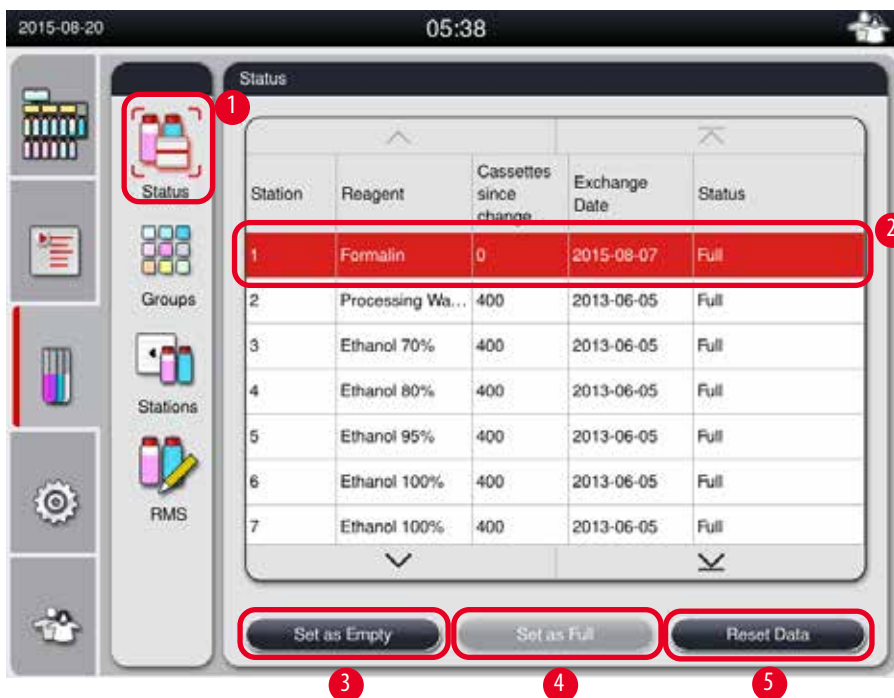 2015-08-20 05:38
Status
1
Status
Groups
Stations
RMS
Station Reagent Cassettes since change Exchange Date Status
2
1 Formalin 0 2015-08-07 Full
2 Processing Wa... 400 2013-06-05 Full
3 Ethanol 70% 400 2013-06-05 Full
4 Ethanol 80% 400 2013-06-05 Full
5 Ethanol 95% 400 2013-06-05 Full
6 Ethanol 100% 400 2013-06-05 Full
7 Ethanol 100% 400 2013-06-05 Full
Set as Empty Set as Full Reset Data
3 4 5